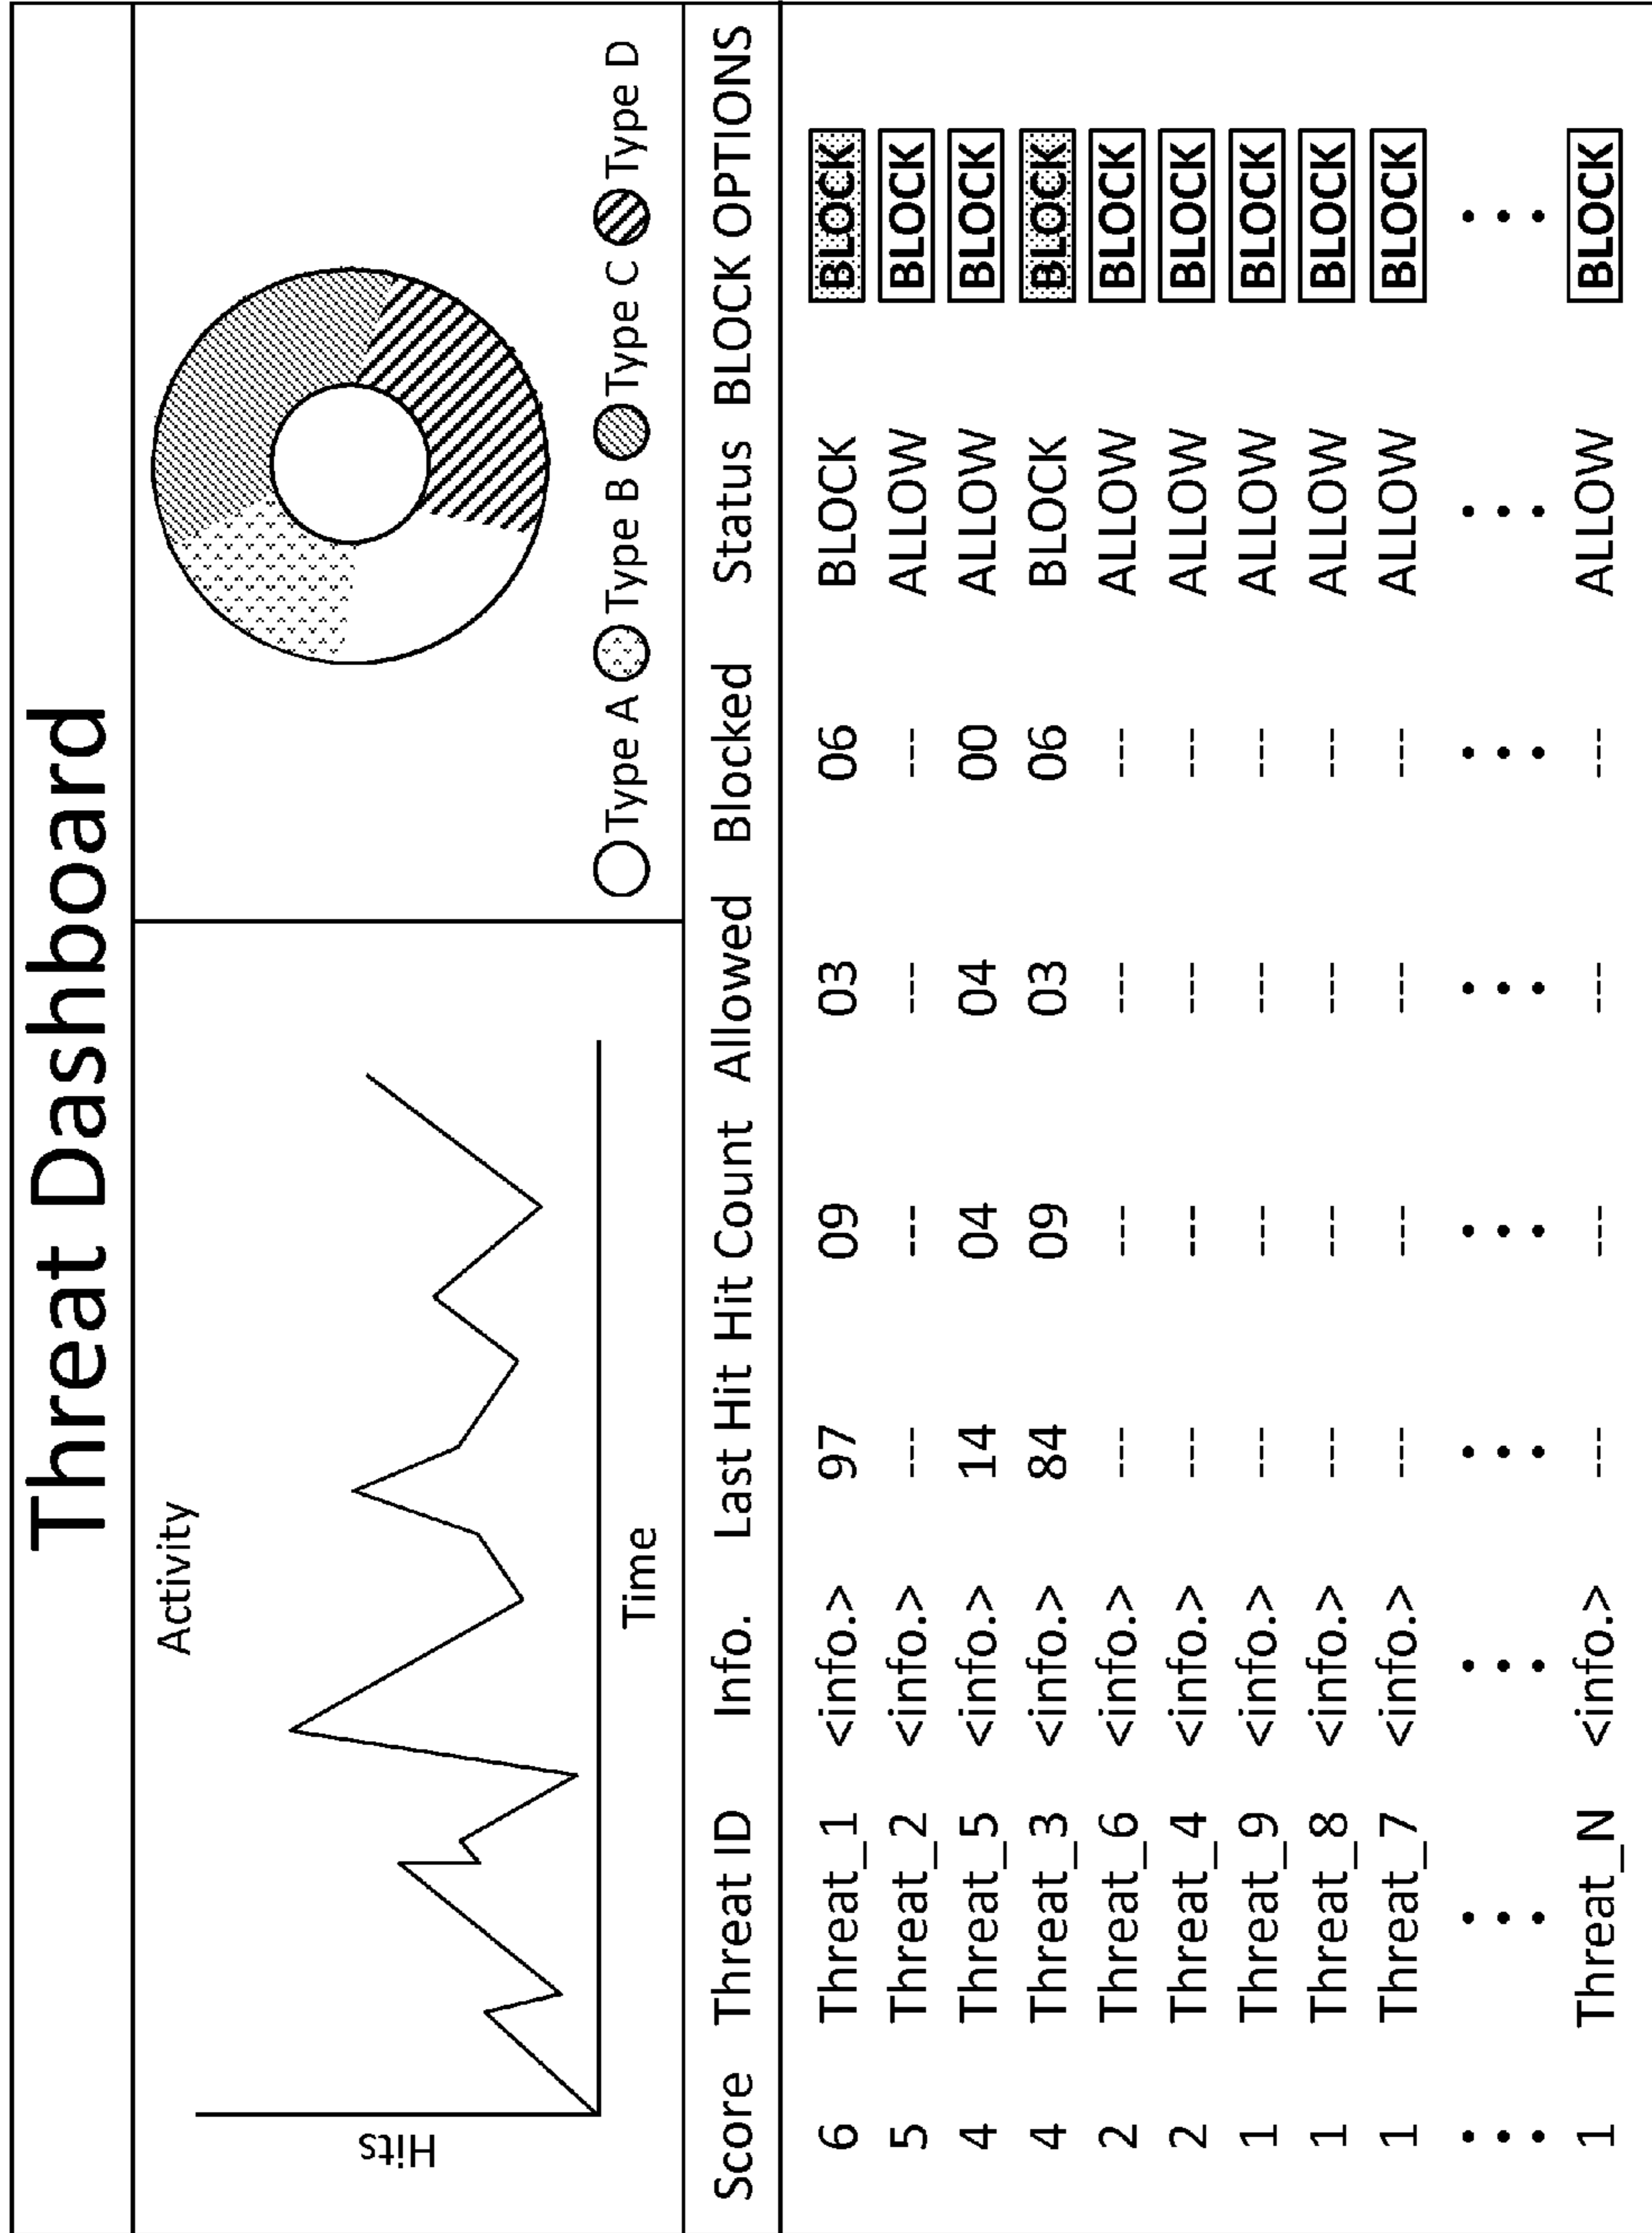 Threat Dashboard
Activity
Hits
Time
Type A Type B Type C Type D
Score Threat ID Info. Last Hit Hit Count Allowed Blocked Status BLOCK OPTIONS
6 Threat_1 <info.> 97 09 03 06 BLOCK BLOCK
5 Threat_2 <info.> --- --- --- --- ALLOW BLOCK
4 Threat_5 <info.> 14 04 04 00 ALLOW BLOCK
4 Threat_3 <info.> 84 09 03 06 BLOCK BLOCK
2 Threat_6 <info.> --- --- --- --- ALLOW BLOCK
2 Threat_4 <info.> --- --- --- --- ALLOW BLOCK
1 Threat_9 <info.> --- --- --- --- ALLOW BLOCK
1 Threat_8 <info.> --- --- --- --- ALLOW BLOCK
1 Threat_7 <info.> --- --- --- --- ALLOW BLOCK
1 Threat_N <info.> --- --- --- --- ALLOW BLOCK